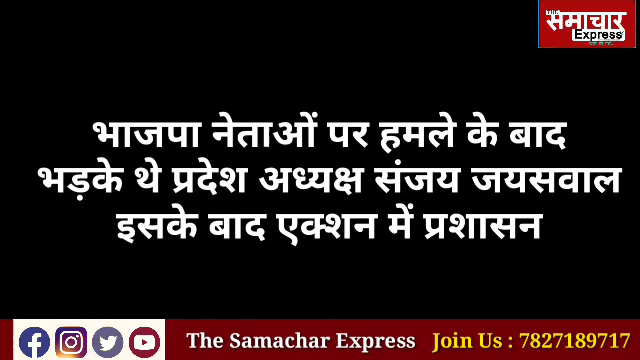 THE
समाचार
Express
भाजपा नेताओं पर हमले के बाद
भड़के थे प्रदेश अध्यक्ष संजय जयसवाल
इसके बाद एक्शन में प्रशासन
The Samachar Express Join Us : 7827189717